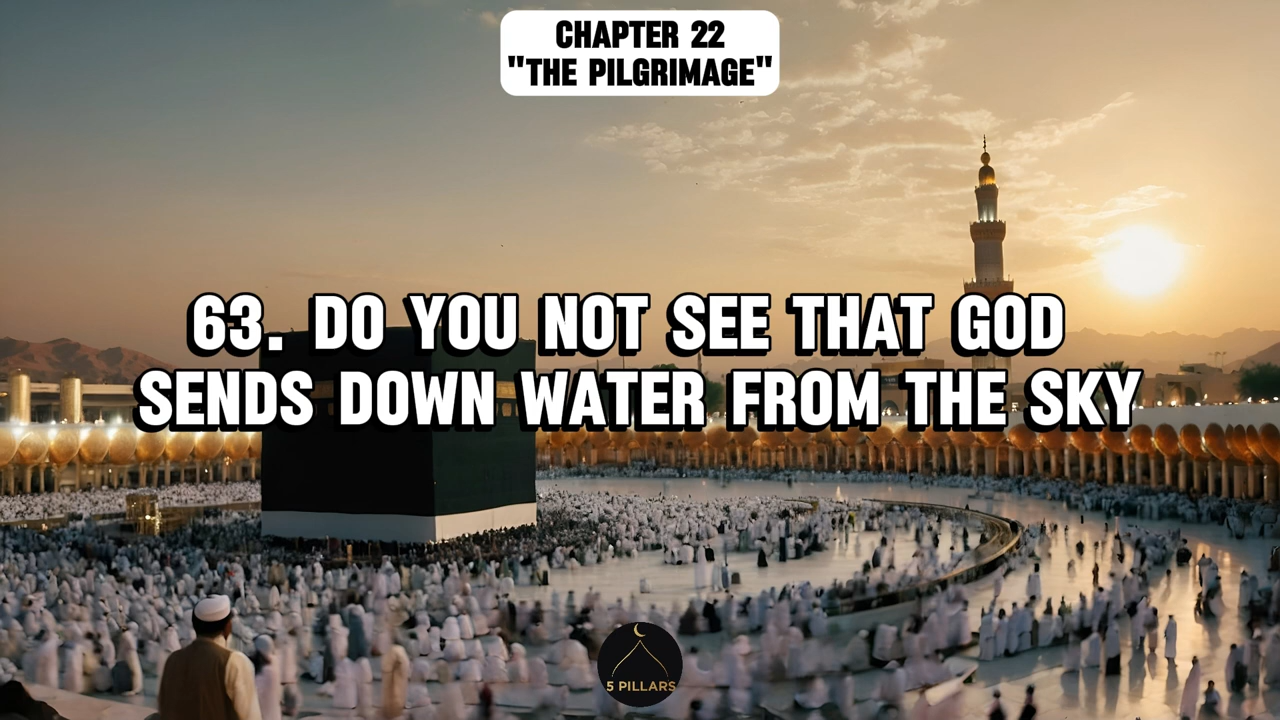 CHAPTER 22
"THE PILGRIMAGE"
63. DO YOU NOT SEE THAT GOD
SENDS DOWN WATER FROM THE SKY
5 PILLARS